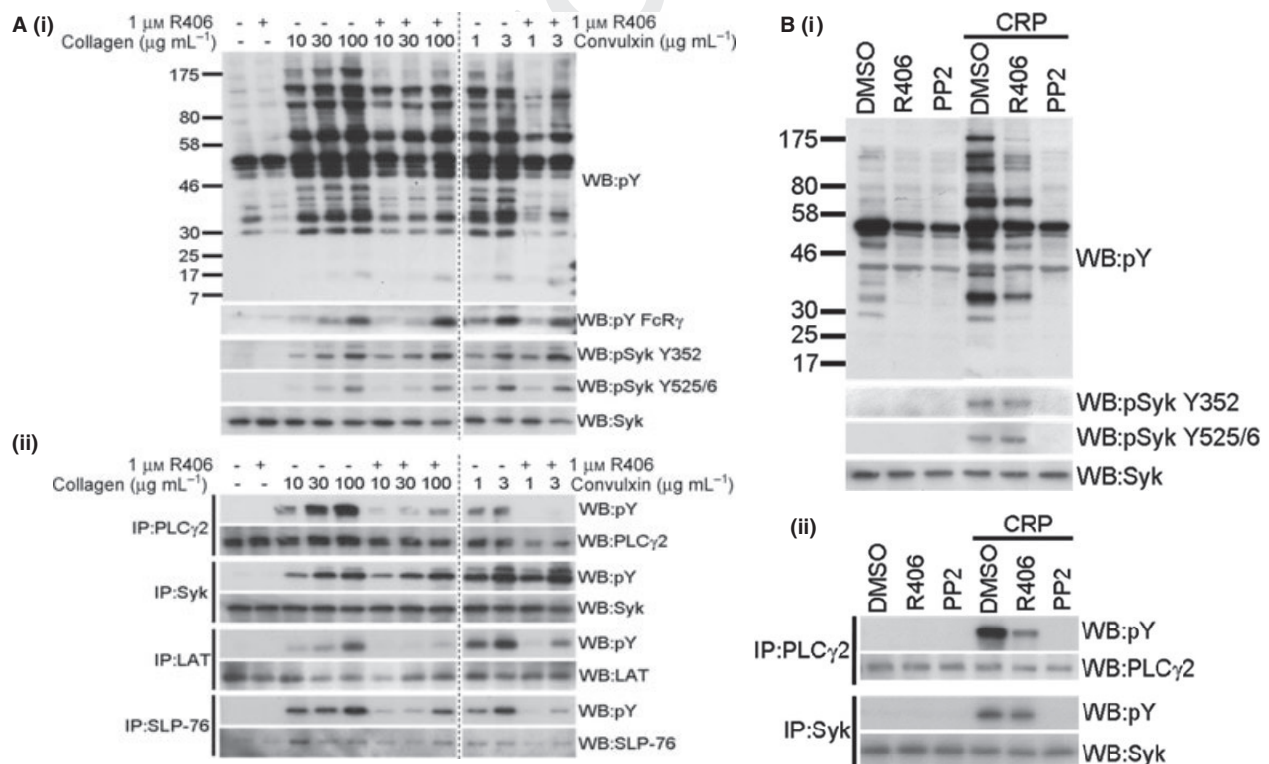 A (i)
1 μM R406 - + - - - + + + - - + + 1 μM R406
Collagen (μg mL⁻¹) - - 10 30 100 10 30 100 1 3 1 3 Convulxin (μg mL⁻¹)
175
80
58
46
30
25
17
7
WB:pY
WB:pY FcRγ
WB:pSyk Y352
WB:pSyk Y525/6
WB:Syk
(ii)
1 μM R406 - + - - - + + + - - + + 1 μM R406
Collagen (μg mL⁻¹) - - 10 30 100 10 30 100 1 3 1 3 Convulxin (μg mL⁻¹)
IP:PLCγ2
WB:pY
WB:PLCγ2
IP:Syk
WB:pY
WB:Syk
IP:LAT
WB:pY
WB:LAT
IP:SLP-76
WB:pY
WB:SLP-76
B (i)
CRP
DMSO R406 PP2 DMSO R406 PP2
175
80
58
46
30
25
17
WB:pY
WB:pSyk Y352
WB:pSyk Y525/6
WB:Syk
(ii)
CRP
DMSO R406 PP2 DMSO R406 PP2
IP:PLCγ2
WB:pY
WB:PLCγ2
IP:Syk
WB:pY
WB:Syk